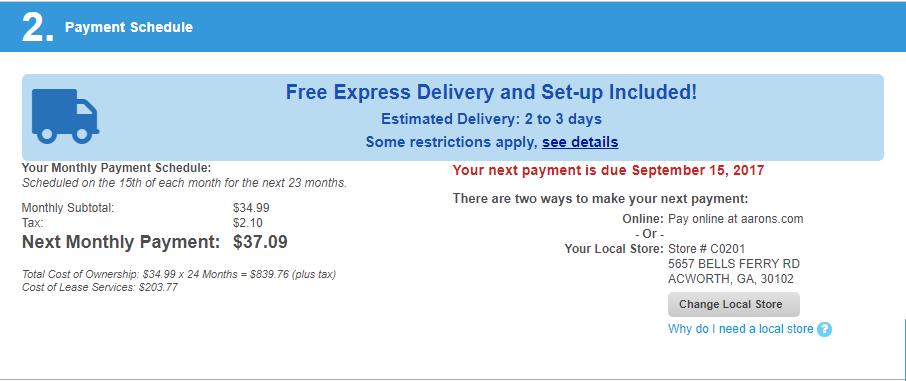 2. Payment Schedule
Free Express Delivery and Set-up Included!
Estimated Delivery: 2 to 3 days
Some restrictions apply, see details
Your Monthly Payment Schedule:
Scheduled on the 15th of each month for the next 23 months.
Monthly Subtotal: $34.99
Tax: $2.10
Next Monthly Payment: $37.09
Total Cost of Ownership: $34.99 x 24 Months = $839.76 (plus tax)
Cost of Lease Services: $203.77
Your next payment is due September 15, 2017
There are two ways to make your next payment:
Online: Pay online at aarons.com
- Or -
Your Local Store: Store # C0201
5657 BELLS FERRY RD
ACWORTH, GA, 30102
Change Local Store
Why do I need a local store ?